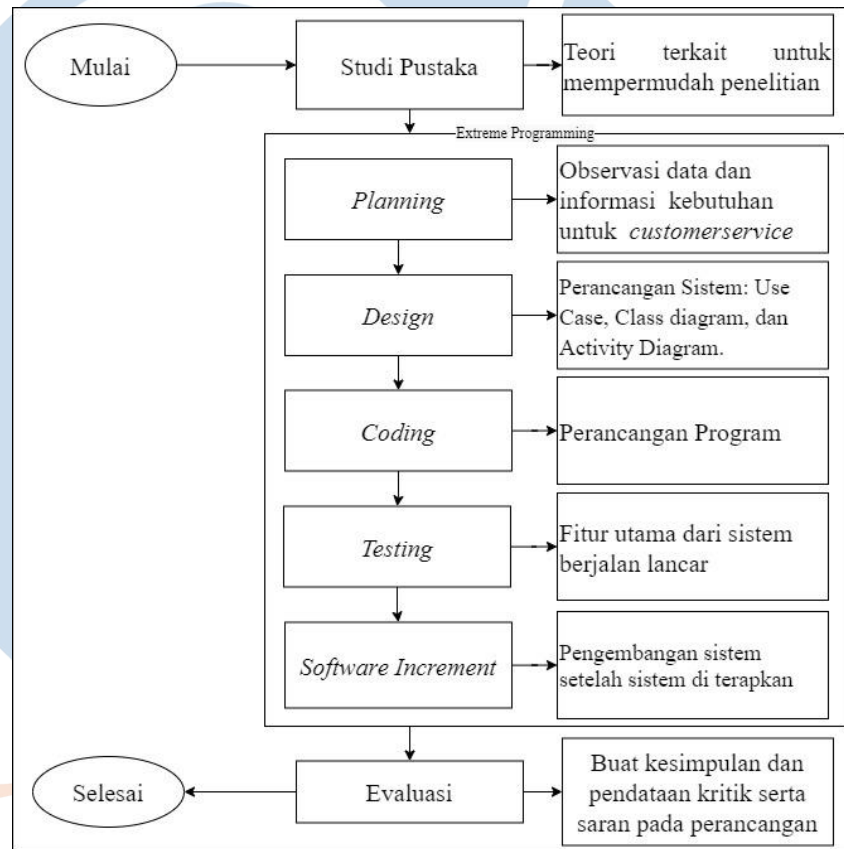 Mulai
Studi Pustaka
Teori terkait untuk
mempermudah penelitian
Extreme Programming
Planning
Observasi data dan
informasi kebutuhan
untuk customerservice
Design
Perancangan Sistem: Use
Case, Class diagram, dan
Activity Diagram.
Coding
Perancangan Program
Testing
Fitur utama dari sistem
berjalan lancar
Software Increment
Pengembangan sistem
setelah sistem di terapkan
Selesai
Evaluasi
Buat kesimpulan dan
pendataan kritik serta
saran pada perancangan